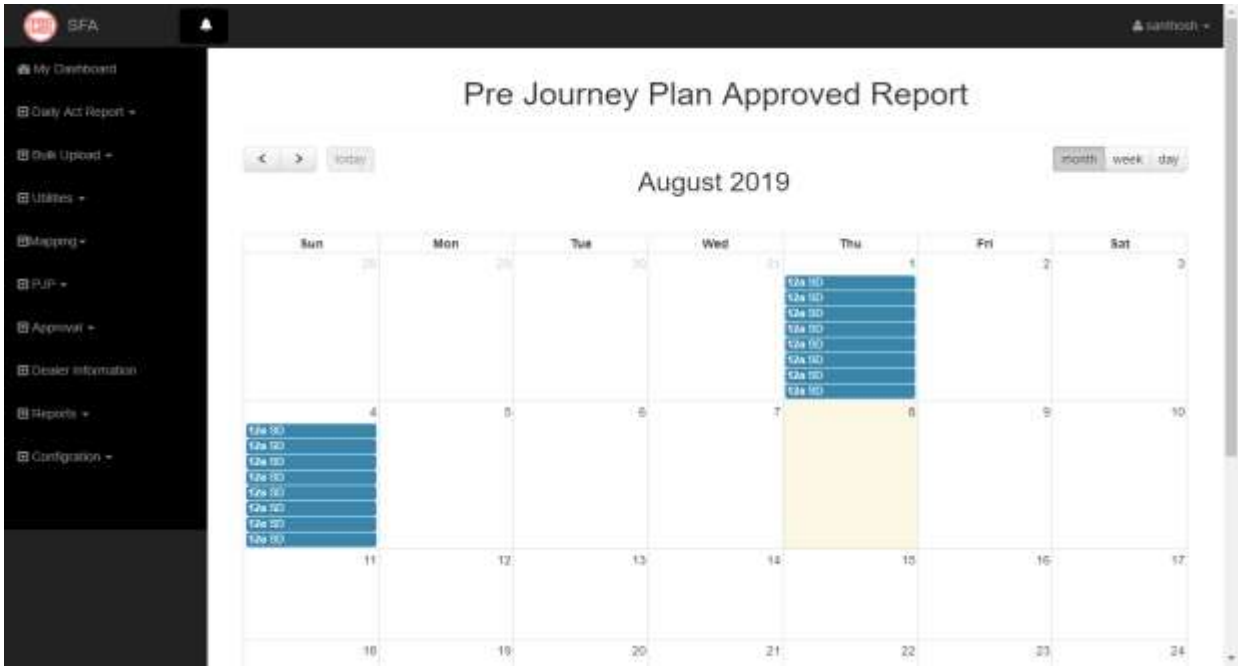 SFA
santhosh
My Dashboard
Daily Act Report
Bulk Upload
Utilities
Mapping
PJP
Approval
Dealer Information
Reports
Configration
Pre Journey Plan Approved Report
today
month week day
August 2019
Sun Mon Tue Wed Thu Fri Sat
28 29 30 31 1 2 3
12a SD
12a SD
12a SD
12a SD
12a SD
12a SD
12a SD
12a SD
4 5 6 7 8 9 10
12a SD
12a SD
12a SD
12a SD
12a SD
12a SD
12a SD
12a SD
11 12 13 14 15 16 17
18 19 20 21 22 23 24